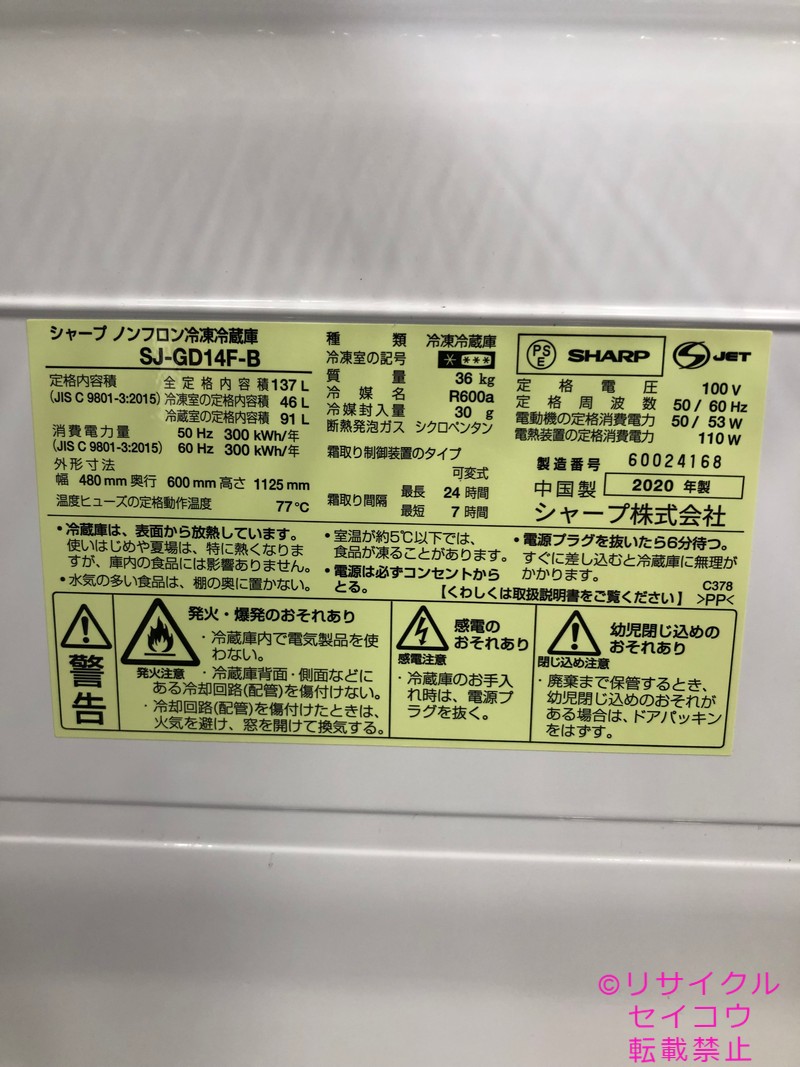 シャープ ノンフロン冷凍冷蔵庫
SJ-GD14F-B
定格内容積 全定格内容積 137 L
(JIS C 9801-3:2015) 冷凍室の定格内容積 46 L
冷蔵室の定格内容積 91 L
消費電力量 50 Hz 300 kWh/年
(JIS C 9801-3:2015) 60 Hz 300 kWh/年
外形寸法
幅 480 mm 奥行 600 mm 高さ 1125 mm
温度ヒューズの定格動作温度 77℃
種類 冷凍冷蔵庫
冷凍室の記号 * ***
質量 36 kg
冷媒名 R600a
冷媒封入量 30 g
断熱発泡ガス シクロペンタン
霜取り制御装置のタイプ
可変式
霜取り間隔 最長 24 時間
最短 7 時間
PSE SHARP S JET
定格電圧 100 V
定格周波数 50 / 60 Hz
電動機の定格消費電力 50 / 53 W
電熱装置の定格消費電力 110 W
製造番号 60024168
中国製 2020 年製
シャープ株式会社
・冷蔵庫は、表面から放熱しています。
使いはじめや夏場は、特に熱くなりま
すが、庫内の食品には影響ありません。
・水気の多い食品は、棚の奥に置かない。
・室温が約5℃以下では、
食品が凍ることがあります。
・電源は必ずコンセントから
とる。
・電源プラグを抜いたら6分待つ。
すぐに差し込むと冷蔵庫に無理が
かかります。
C378
【くわしくは取扱説明書をご覧ください】 >PP<
警告
発火・爆発のおそれあり
発火注意
・冷蔵庫内で電気製品を使
わない。
・冷蔵庫背面・側面などに
ある冷却回路(配管)を傷付けない。
・冷却回路(配管)を傷付けたときは、
火気を避け、窓を開けて換気する。
感電の
おそれあり
感電注意
・冷蔵庫のお手入
れ時は、電源プ
ラグを抜く。
幼児閉じ込めの
おそれあり
閉じ込め注意
・廃棄まで保管するとき、
幼児閉じ込めのおそれが
ある場合は、ドアパッキン
をはずす。
©リサイクル
セイコウ
転載禁止